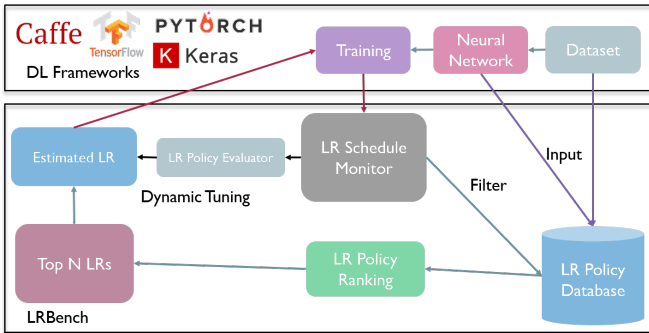 Caffe
TensorFlow
PYTORCH
K Keras
DL Frameworks
Training
Neural
Network
Dataset
Estimated LR
LR Policy Evaluator
LR Schedule
Monitor
Input
Dynamic Tuning
Filter
Top N LRs
LR Policy
Ranking
LR Policy
Database
LRBench